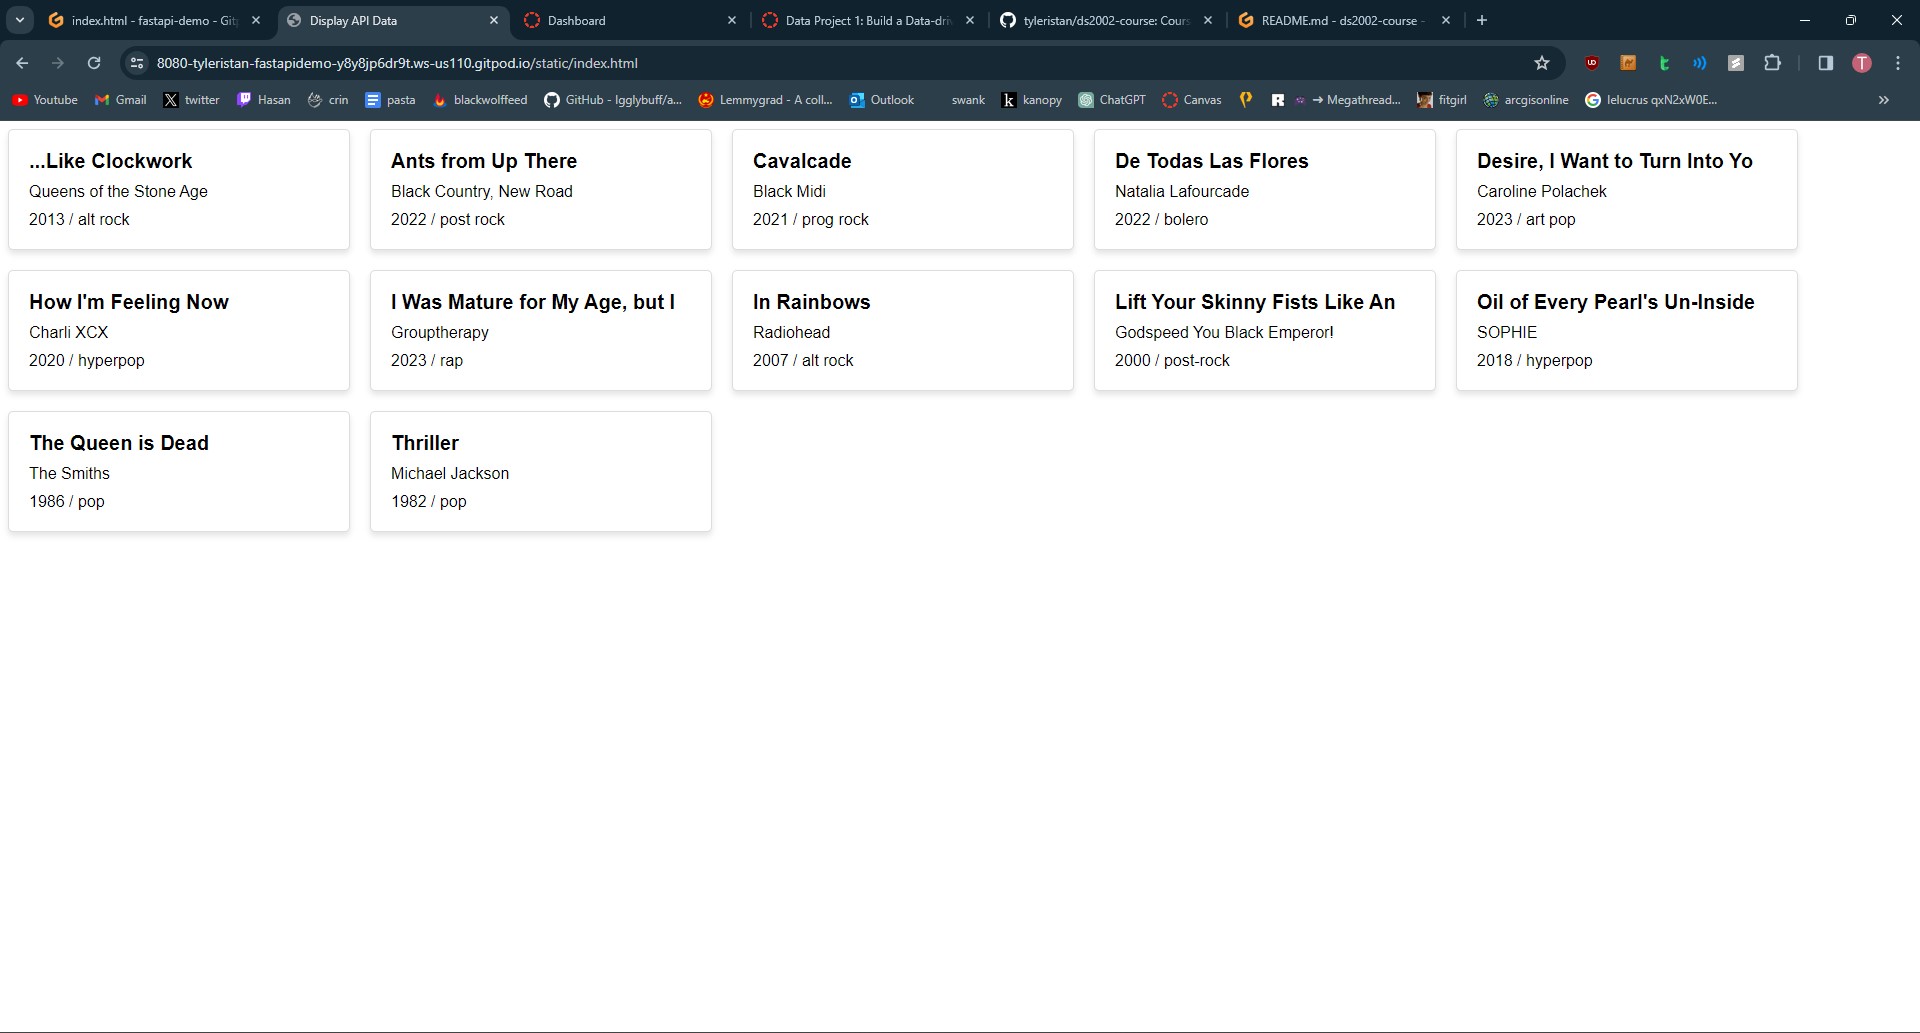 index.html - fastapi-demo - Git
Display API Data
Dashboard
Data Project 1: Build a Data-dri
tyleristan/ds2002-course: Cours
README.md - ds2002-course -
8080-tyleristan-fastapidemo-y8y8jp6dr9t.ws-us110.gitpod.io/static/index.html
T
Youtube
Gmail
twitter
Hasan
crin
pasta
blackwolffeed
GitHub - Igglybuff/a...
Lemmygrad - A coll...
Outlook
swank
kanopy
ChatGPT
Canvas
→ Megathread...
fitgirl
arcgisonline
lelucrus qxN2xW0E...
...Like Clockwork
Queens of the Stone Age
2013 / alt rock
Ants from Up There
Black Country, New Road
2022 / post rock
Cavalcade
Black Midi
2021 / prog rock
De Todas Las Flores
Natalia Lafourcade
2022 / bolero
Desire, I Want to Turn Into Yo
Caroline Polachek
2023 / art pop
How I'm Feeling Now
Charli XCX
2020 / hyperpop
I Was Mature for My Age, but I
Grouptherapy
2023 / rap
In Rainbows
Radiohead
2007 / alt rock
Lift Your Skinny Fists Like An
Godspeed You Black Emperor!
2000 / post-rock
Oil of Every Pearl's Un-Inside
SOPHIE
2018 / hyperpop
The Queen is Dead
The Smiths
1986 / pop
Thriller
Michael Jackson
1982 / pop